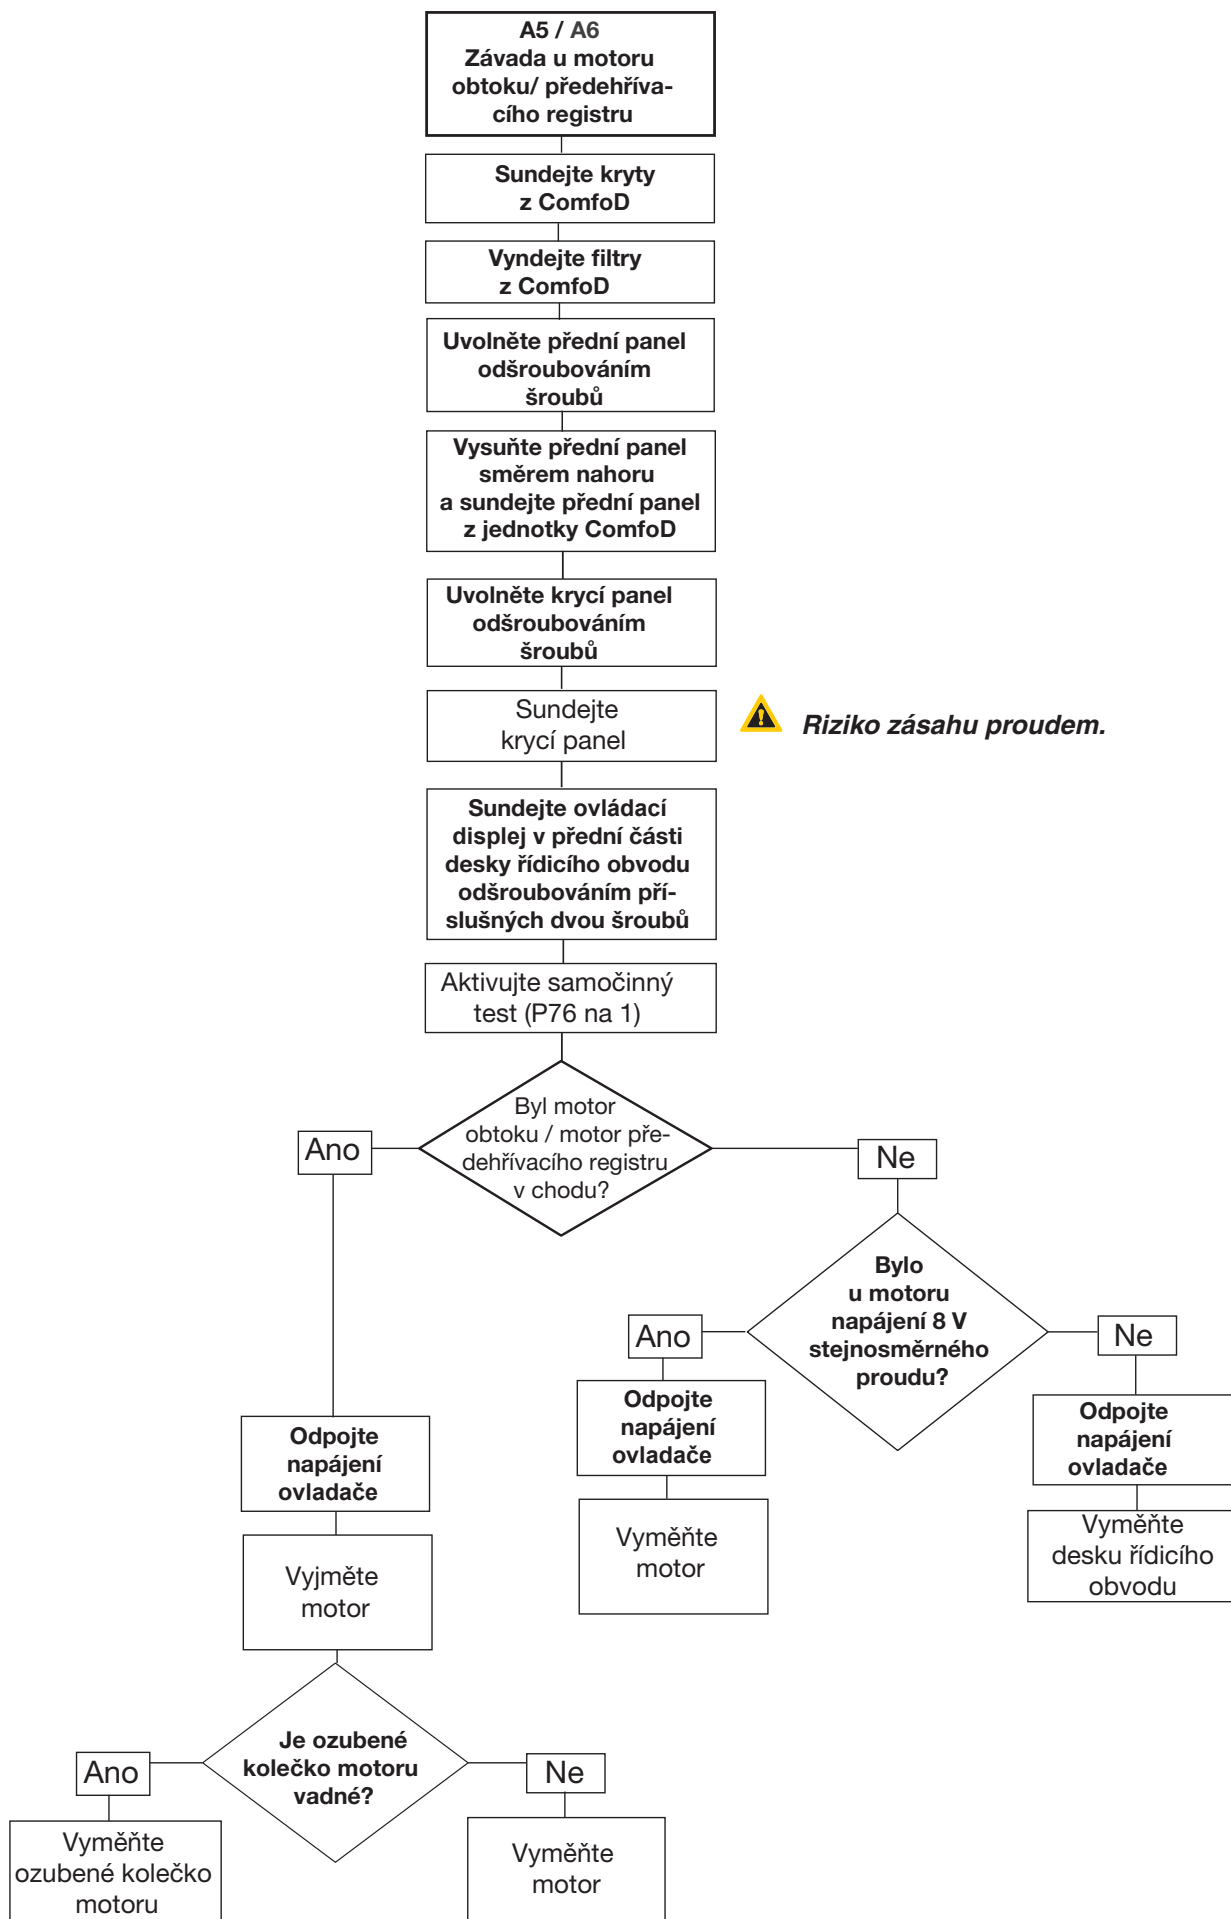 A5 / A6
Závada u motoru
obtoku/ předehříva-
cího registru
Sundejte kryty
z ComfoD
Vyndejte filtry
z ComfoD
Uvolněte přední panel
odšroubováním
šroubů
Vysuňte přední panel
směrem nahoru
a sundejte přední panel
z jednotky ComfoD
Uvolněte krycí panel
odšroubováním
šroubů
Sundejte
krycí panel
Riziko zásahu proudem.
Sundejte ovládací
displej v přední části
desky řídicího obvodu
odšroubováním pří-
slušných dvou šroubů
Aktivujte samočinný
test (P76 na 1)
Byl motor
obtoku / motor pře-
dehřívacího registru
v chodu?
Ano
Ne
Bylo
u motoru
napájení 8 V
stejnosměrného
proudu?
Ano
Ne
Odpojte
napájení
ovladače
Odpojte
napájení
ovladače
Odpojte
napájení
ovladače
Vyměňte
motor
Vyměňte
desku řídicího
obvodu
Vyjměte
motor
Je ozubené
kolečko motoru
vadné?
Ano
Ne
Vyměňte
ozubené kolečko
motoru
Vyměňte
motor